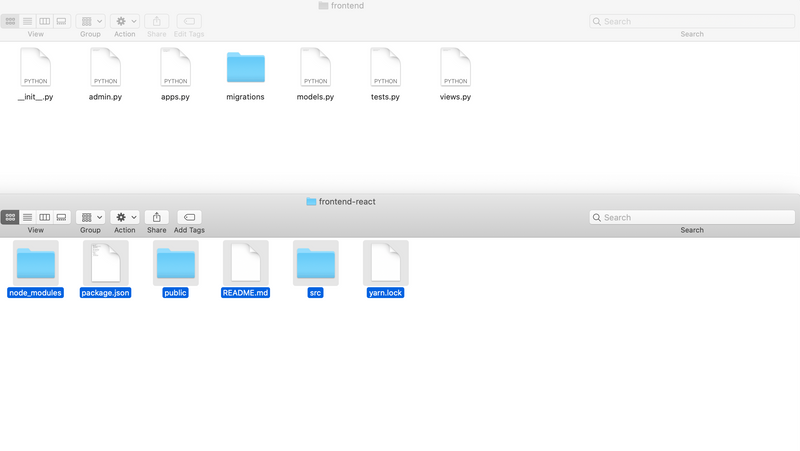 frontend
Search
View Group Action Share Edit Tags Search
PYTHON PYTHON PYTHON PYTHON PYTHON PYTHON
__init__.py admin.py apps.py migrations models.py tests.py views.py
frontend-react
Search
View Group Action Share Add Tags Search
node_modules package.json public README.md src yarn.lock